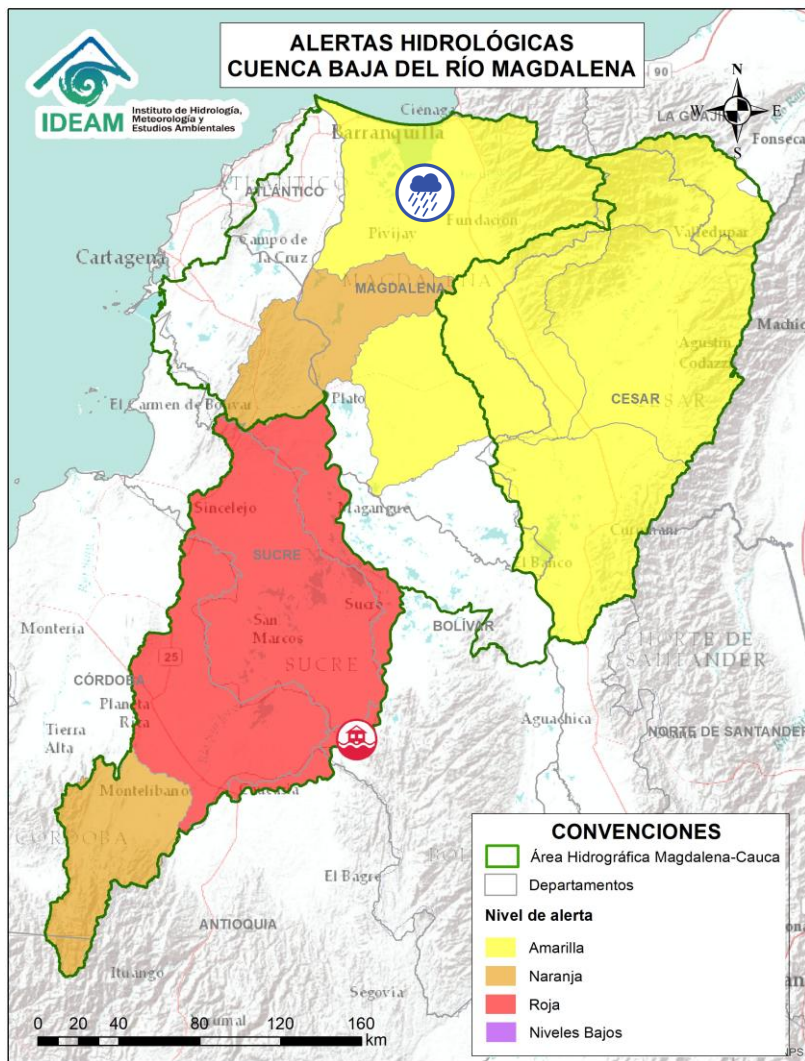 ALERTAS HIDROLÓGICAS
CUENCA BAJA DEL RÍO MAGDALENA
IDEAM
Instituto de Hidrología,
Meteorología y
Estudios Ambientales
N
W
E
S
90
LA GUAJI
Fonseca
Ciénaga
Barranquilla
ATLÁNTICO
Cartagena
Campo de
la Cruz
Pivijay
Fundación
Valledupar
MAGDALENA
Machiq
Agustín
Codazzi
CESAR
El Carmen de Bolívar
Plato
Sincelejo
Magangué
SUCRE
El Banco
San
Marcos
Sucre
SUCRE
BOLÍVAR
Montería
25
CÓRDOBA
Planeta
Rica
Tierra
Alta
NORTE DE
SANTANDER
NORTE DE SANTANDER
Aguachica
Montelíbano
El Bagre
ANTIOQUIA
Ituango
Segovia
CONVENCIONES
Área Hidrográfica Magdalena-Cauca
Departamentos
Nivel de alerta
Amarilla
Naranja
Roja
Niveles Bajos
0 20 40 80 120 160
km